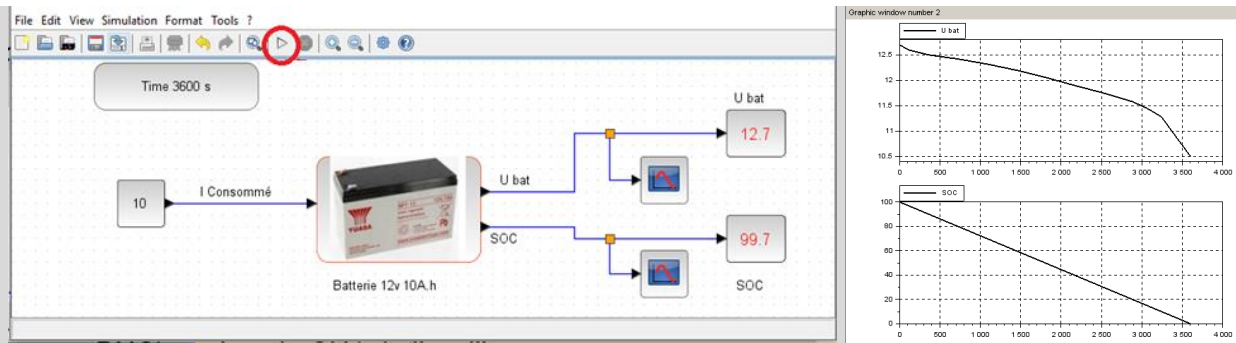 File Edit View Simulation Format Tools ?
Time 3600 s
U bat
12.7
10
I Consommé
YUASA
U bat
SOC
99.7
SOC
Batterie 12v 10A.h
Graphic window number 2
U bat
12.5
12
11.5
11
10.5
0 500 1 000 1 500 2 000 2 500 3 000 3 500 4 000
SOC
100
80
60
40
20
0
0 500 1 000 1 500 2 000 2 500 3 000 3 500 4 000